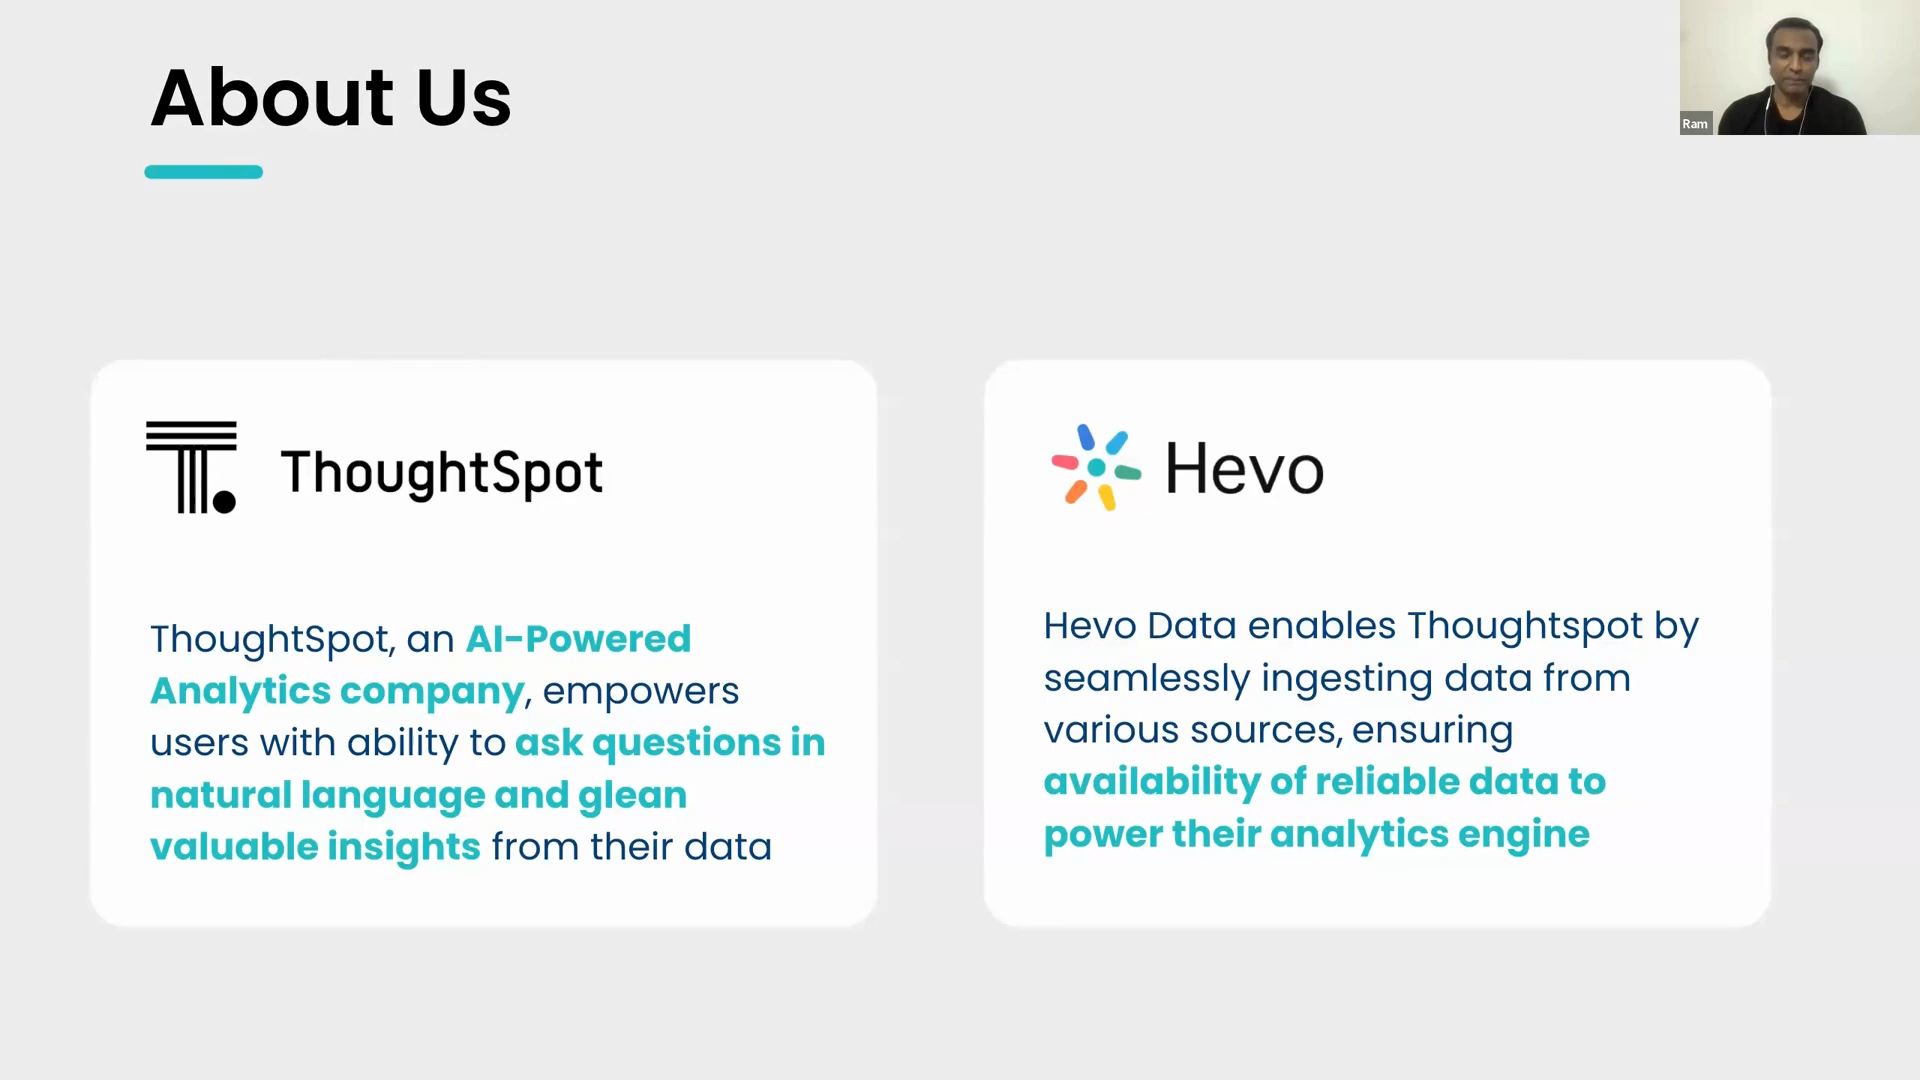 About Us
Ram
ThoughtSpot
ThoughtSpot, an AI-Powered
Analytics company, empowers
users with ability to ask questions in
natural language and glean
valuable insights from their data
Hevo
Hevo Data enables Thoughtspot by
seamlessly ingesting data from
various sources, ensuring
availability of reliable data to
power their analytics engine